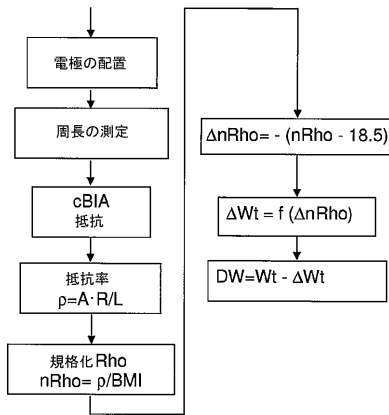 電極の配置
周長の測定
cBIA
抵抗
抵抗率
ρ=A·R/L
規格化Rho
nRho= ρ/BMI
ΔnRho= - (nRho - 18.5)
ΔWt = f (ΔnRho)
DW=Wt - ΔWt